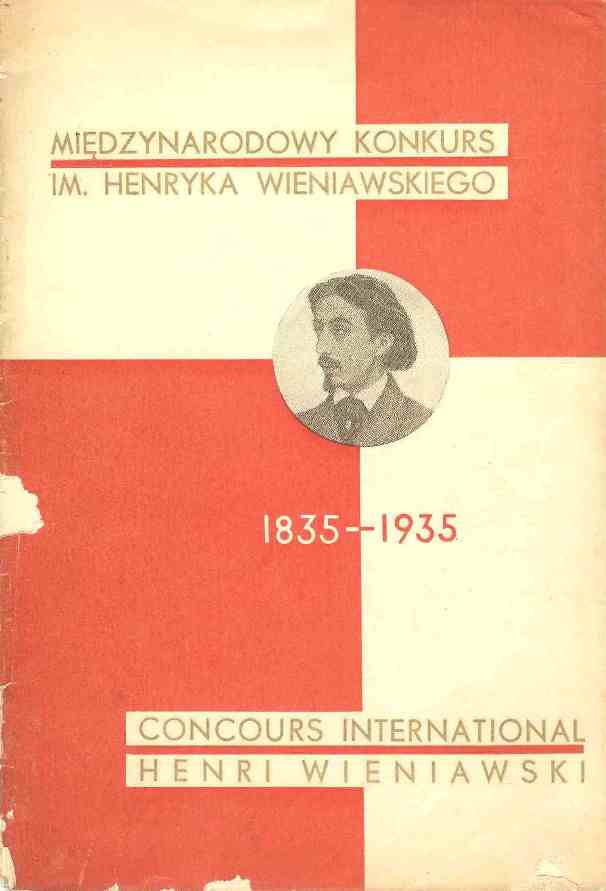 MIĘDZYNARODOWY KONKURS
IM. HENRYKA WIENIAWSKIEGO
1835--1935
CONCOURS INTERNATIONAL
HENRI WIENIAWSKI